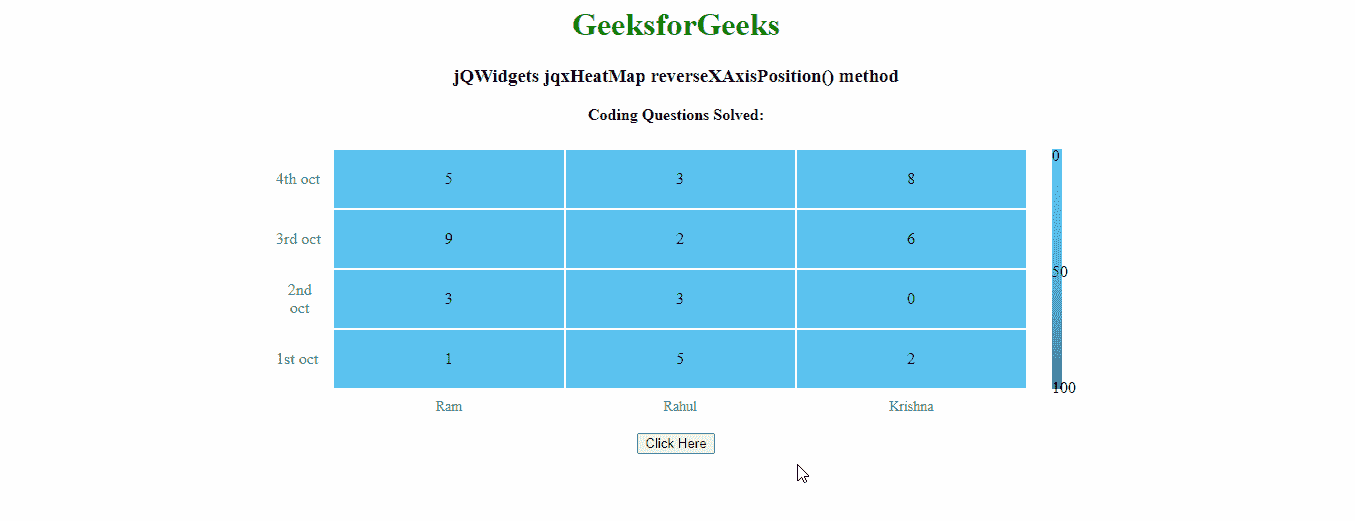 GeeksforGeeks
jQWidgets jqxHeatMap reverseXAxisPosition() method
Coding Questions Solved:
4th oct 5 3 8
3rd oct 9 2 6
2nd
oct 3 3 0
1st oct 1 5 2
Ram Rahul Krishna
0
50
100
Click Here